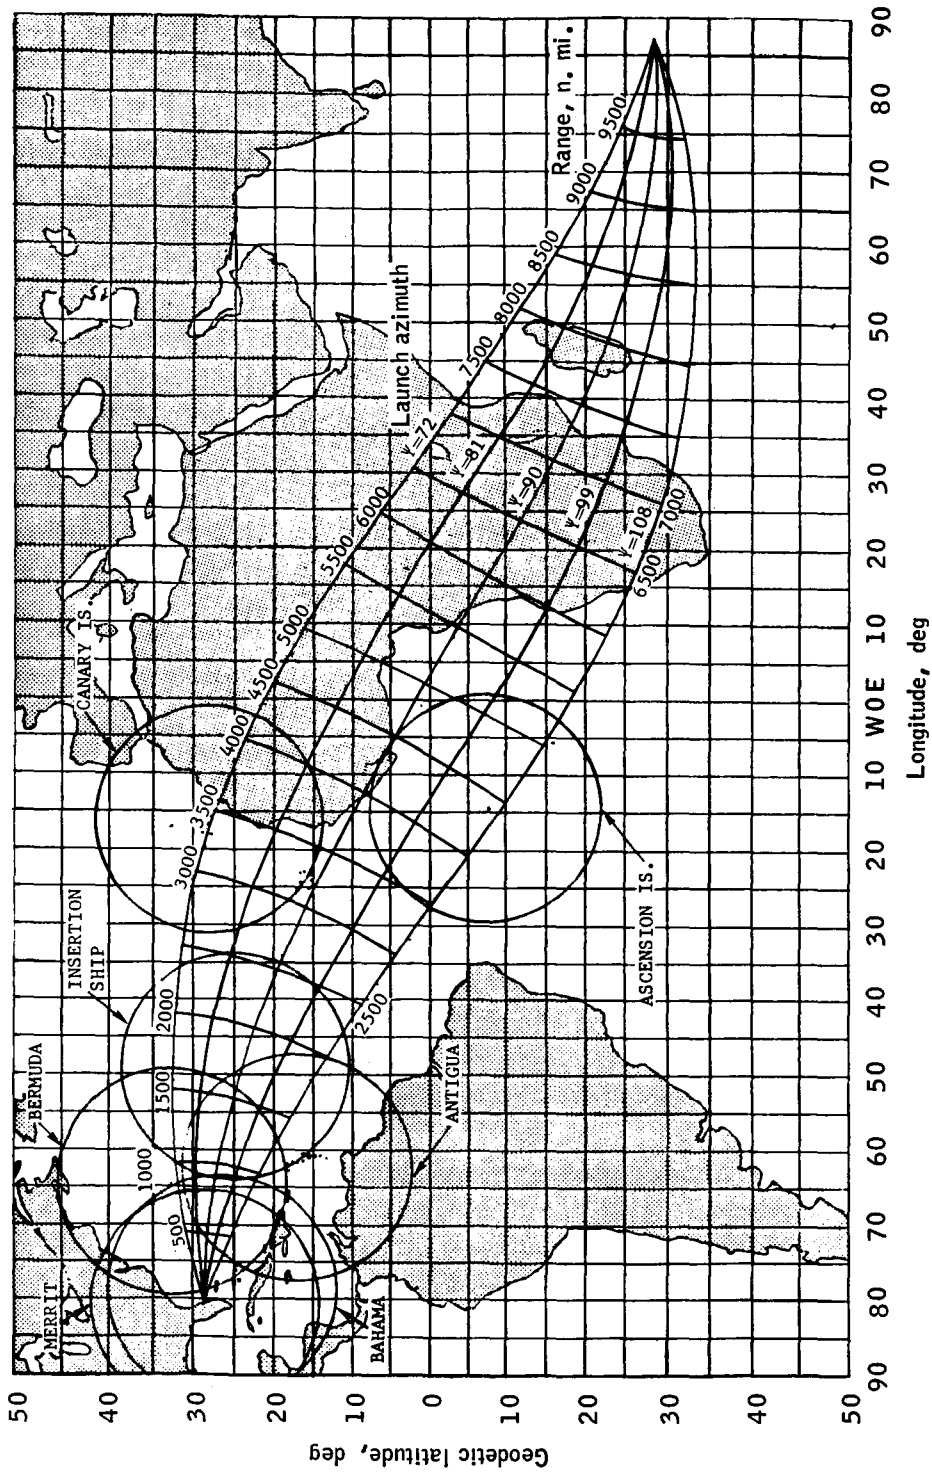 50
40
30
20
10
0
10
20
30
40
50
Geodetic latitude, deg
90
80
70
60
50
40
30
20
10
W O E
10
20
30
40
50
60
70
80
90
Longitude, deg
MERRIT
BERMUDA
INSERTION
SHIP
CANARY IS.
BAHAMA
ANTIGUA
ASCENSION IS.
Launch azimuth
Ψ=72
Ψ=81
Ψ=90
Ψ=99
Ψ=108
Range, n. mi.
500
1000
1500
2000
2500
3000
3500
4000
4500
5000
5500
6000
6500
7000
7500
8000
8500
9000
9500